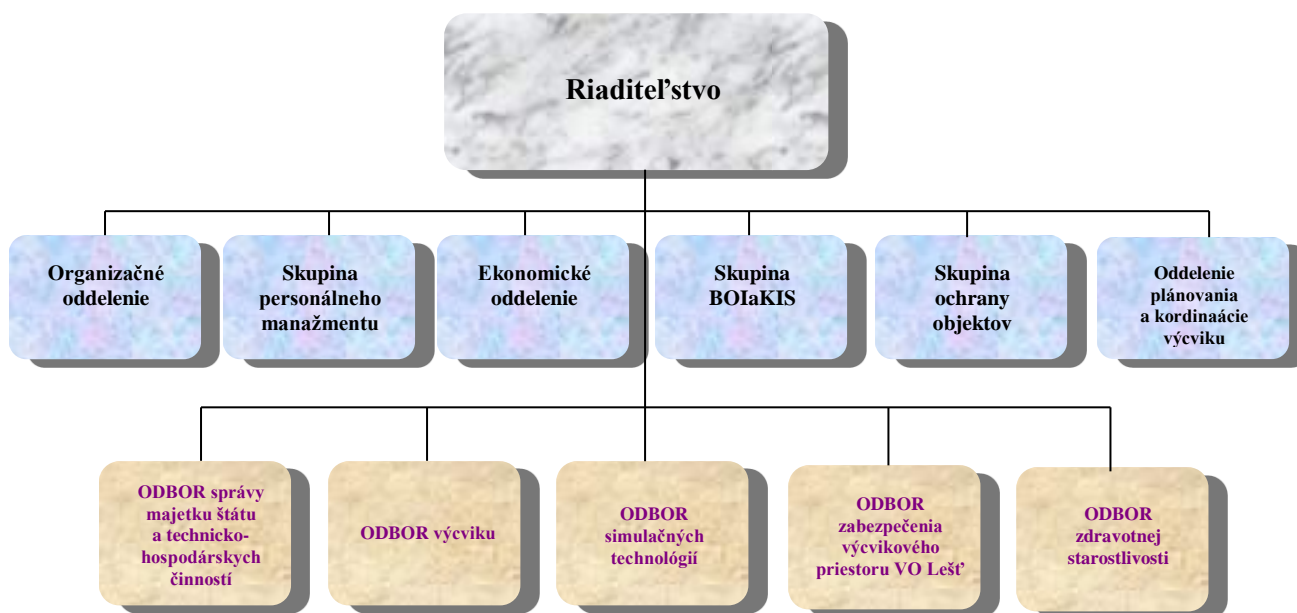 Riaditeľstvo
Organizačné
oddelenie
Skupina
personálneho
manažmentu
Ekonomické
oddelenie
Skupina
BOIaKIS
Skupina
ochrany
objektov
Oddelenie
plánovania
a kordinaácie
výcviku
ODBOR správy
majetku štátu
a technicko-
hospodárskych
činností
ODBOR výcviku
ODBOR
simulačných
technológií
ODBOR
zabezpečenia
výcvikového
priestoru VO Lešť
ODBOR
zdravotnej
starostlivosti